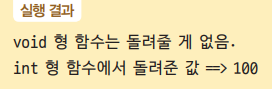 실행 결과
void 형 함수는 돌려줄 게 없음.
int 형 함수에서 돌려준 값 ==> 100